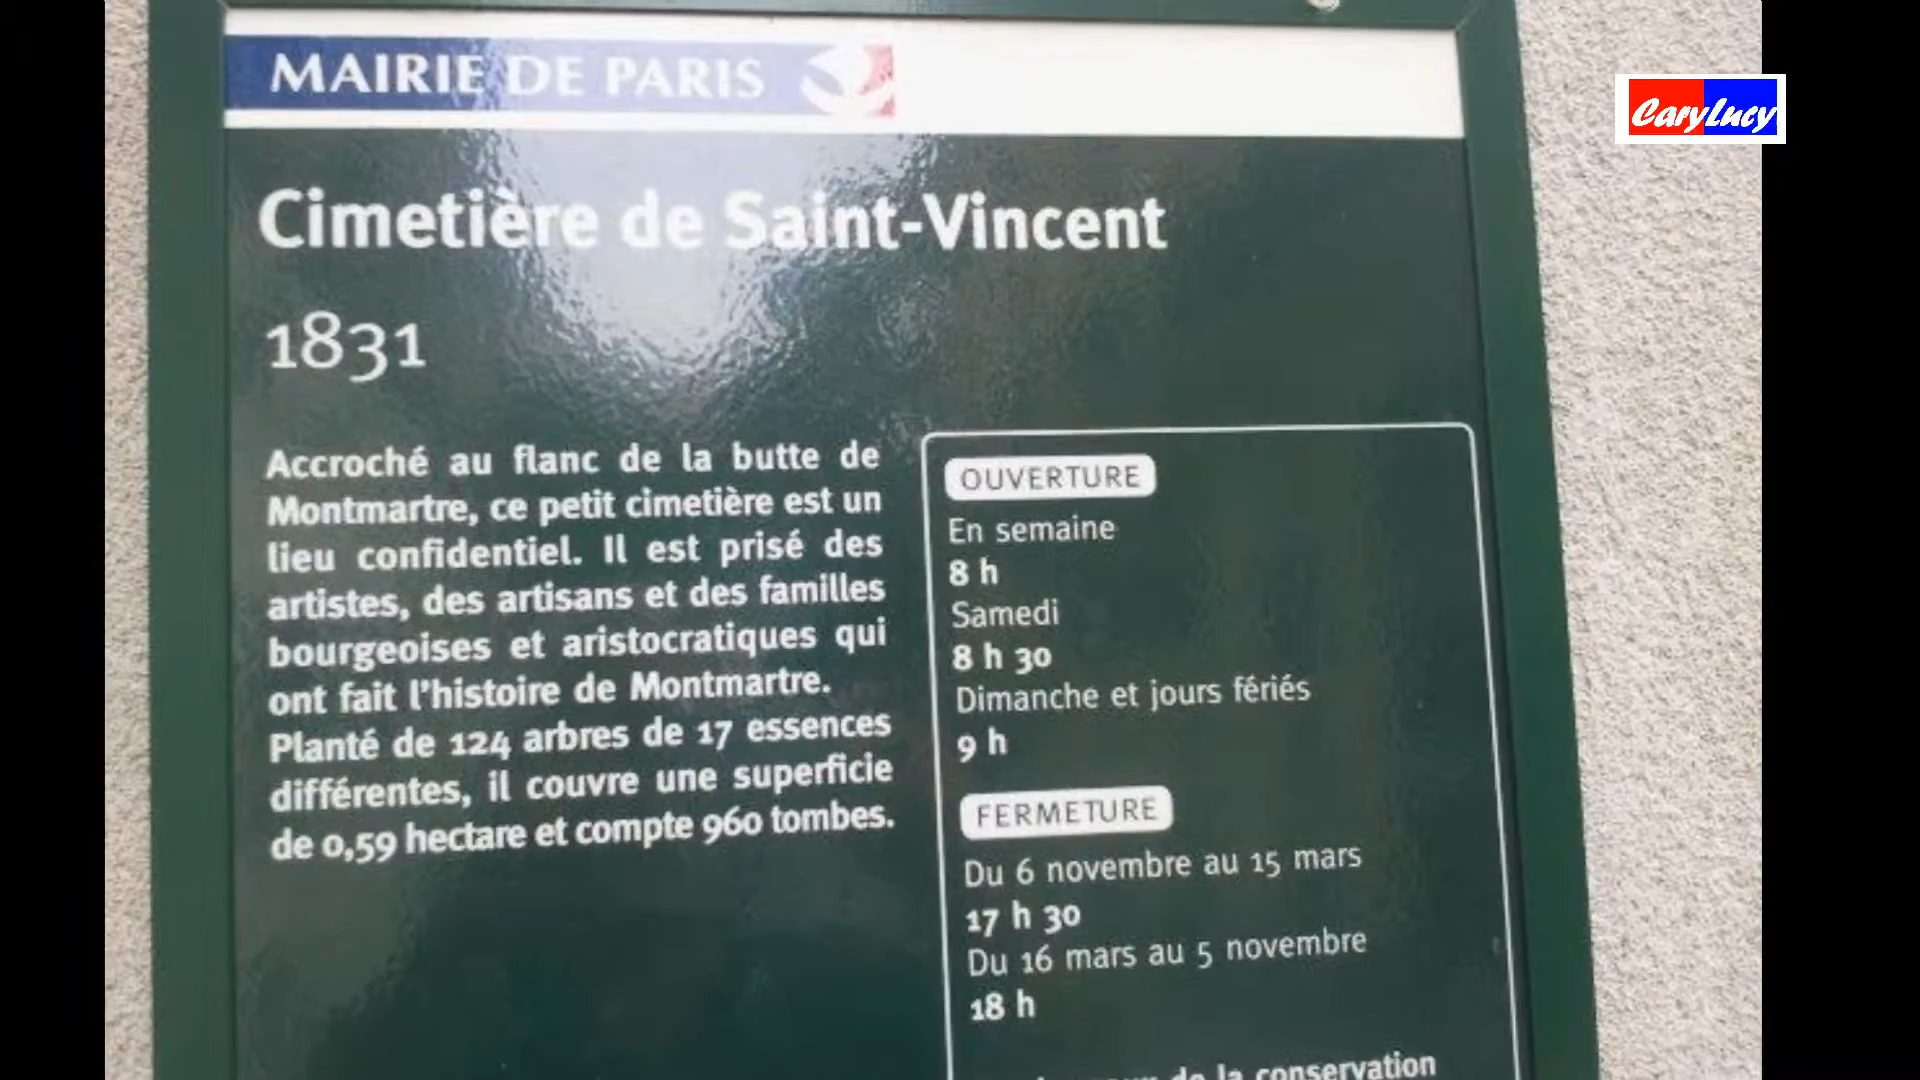 MAIRIE DE PARIS
CaryLucy
Cimetière de Saint-Vincent
1831
Accroché au flanc de la butte de
Montmartre, ce petit cimetière est un
lieu confidentiel. Il est prisé des
artistes, des artisans et des familles
bourgeoises et aristocratiques qui
ont fait l'histoire de Montmartre.
Planté de 124 arbres de 17 essences
différentes, il couvre une superficie
de 0,59 hectare et compte 960 tombes.
OUVERTURE
En semaine
8 h
Samedi
8 h 30
Dimanche et jours fériés
9 h
FERMETURE
Du 6 novembre au 15 mars
17 h 30
Du 16 mars au 5 novembre
18 h
de la conservation